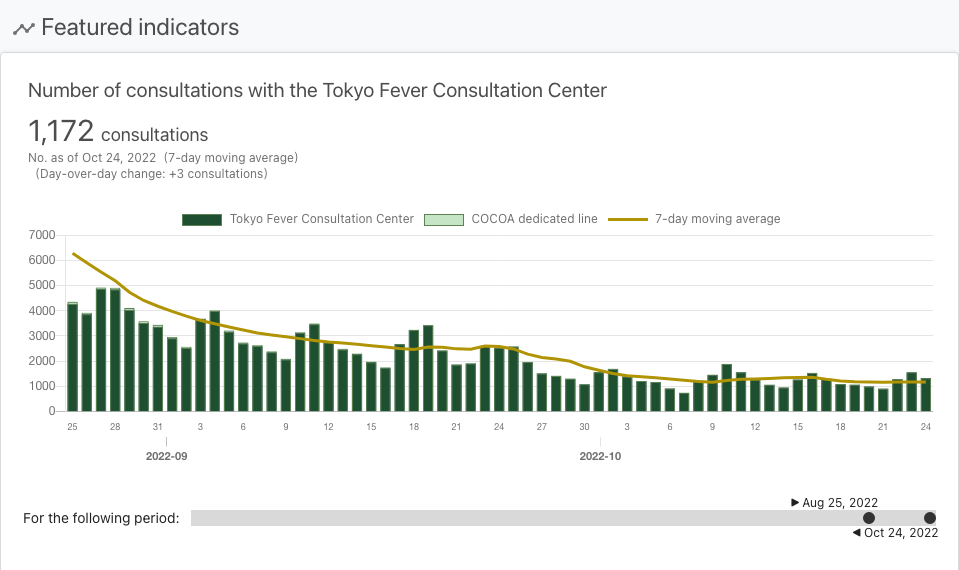 Featured indicators
Number of consultations with the Tokyo Fever Consultation Center
1,172 consultations
No. as of Oct 24, 2022 (7-day moving average)
(Day-over-day change: +3 consultations)
Tokyo Fever Consultation Center COCOA dedicated line 7-day moving average
7000
6000
5000
4000
3000
2000
1000
0
25 28 31 3 6 9 12 15 18 21 24 27 30 3 6 9 12 15 18 21 24
2022-09 2022-10
▶ Aug 25, 2022
For the following period:
◀ Oct 24, 2022